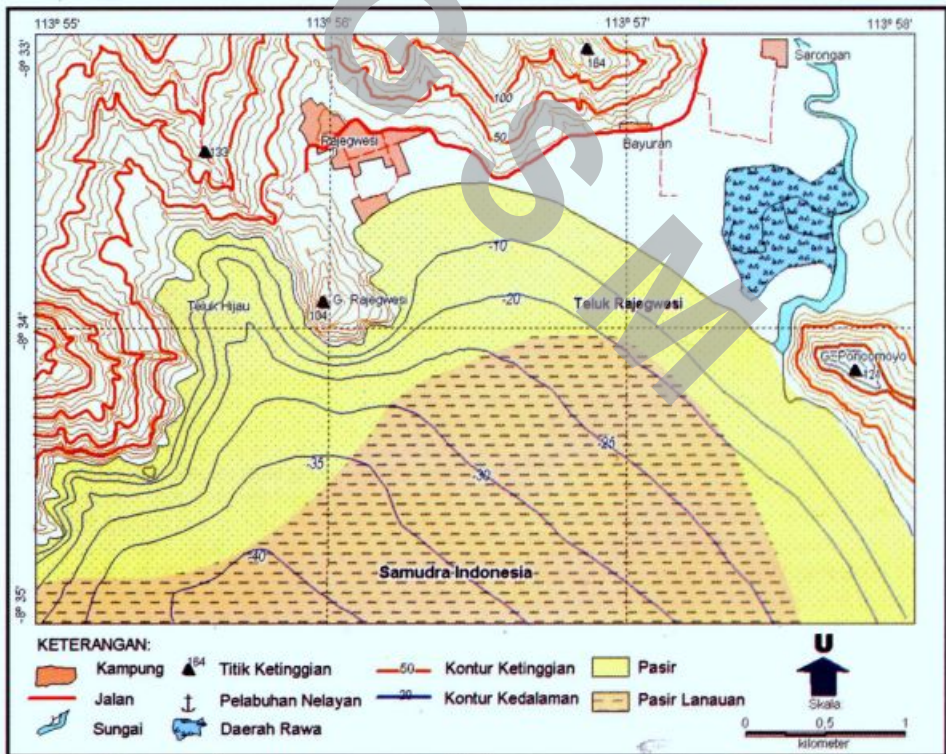 113° 55' 113° 56' 113° 57' 113° 58'
-8° 33'
184
Sarongan
100
50
Rajegwesi
133
Bayuran
-10
Teluk Hijau
G. Rajegwesi
104
-20
Teluk Rajegwesi
-8° 34'
121
-25
-35
-30
-40
Samudra Indonesia
-8° 35'
G
S
M
KETERANGAN:
Kampung
184 Titik Ketinggian
50 Kontur Ketinggian
Pasir
Jalan
Pelabuhan Nelayan
20 Kontur Kedalaman
Pasir Lanauan
Sungai
Daerah Rawa
U
Skala:
0 0,5 1
kilometer